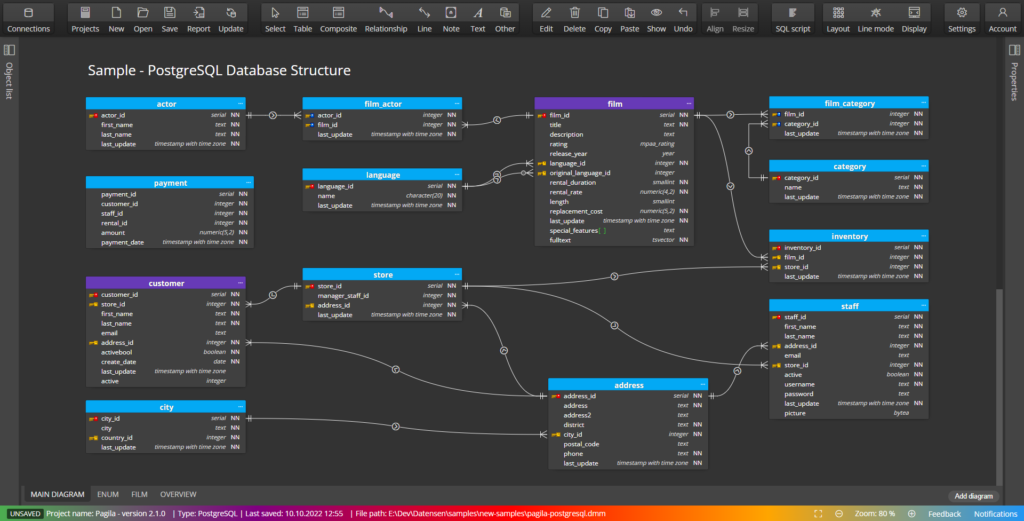 Connections Projects New Open Save Report Update Select Table Composite Relationship Line Note Text Other Edit Delete Copy Paste Show Undo Align Resize SQL script Layout Line mode Display Settings Account
Object list
Properties
Sample - PostgreSQL Database Structure
actor
actor_id serial NN
first_name text NN
last_name text NN
last_update timestamp with time zone NN
film_actor
actor_id integer NN
film_id integer NN
last_update timestamp with time zone NN
film
film_id serial NN
title text NN
description text
rating mpaa_rating
release_year year
language_id integer NN
original_language_id integer
rental_duration smallint NN
rental_rate numeric(4,2) NN
length smallint
replacement_cost numeric(5,2) NN
last_update timestamp with time zone NN
special_features[ ] text
fulltext tsvector NN
film_category
film_id integer NN
category_id integer NN
last_update timestamp with time zone NN
payment
payment_id serial NN
customer_id integer NN
staff_id integer NN
rental_id integer NN
amount numeric(5,2) NN
payment_date timestamp with time zone NN
language
language_id serial NN
name character(20) NN
last_update timestamp with time zone NN
category
category_id serial NN
name text NN
last_update timestamp with time zone NN
inventory
inventory_id serial NN
film_id integer NN
store_id integer NN
last_update timestamp with time zone NN
customer
customer_id serial NN
store_id integer NN
first_name text NN
last_name text NN
email text
address_id integer NN
activebool boolean NN
create_date date NN
last_update timestamp with time zone
active integer
store
store_id serial NN
manager_staff_id integer NN
address_id integer NN
last_update timestamp with time zone NN
staff
staff_id serial NN
first_name text NN
last_name text NN
address_id integer NN
email text
store_id integer NN
active boolean NN
username text NN
password text
last_update timestamp with time zone NN
picture bytea
city
city_id serial NN
city text NN
country_id integer NN
last_update timestamp with time zone NN
address
address_id serial NN
address text NN
address2 text
district text NN
city_id integer NN
postal_code text
phone text NN
last_update timestamp with time zone NN
MAIN DIAGRAM ENUM FILM OVERVIEW Add diagram
UNSAVED Project name: Pagila - version 2.1.0 | Type: PostgreSQL | Last saved: 10.10.2022 12:55 | File path: E:\Dev\Datensen\samples\new-samples\pagila-postgresql.dmm Zoom: 80 % Feedback Notifications